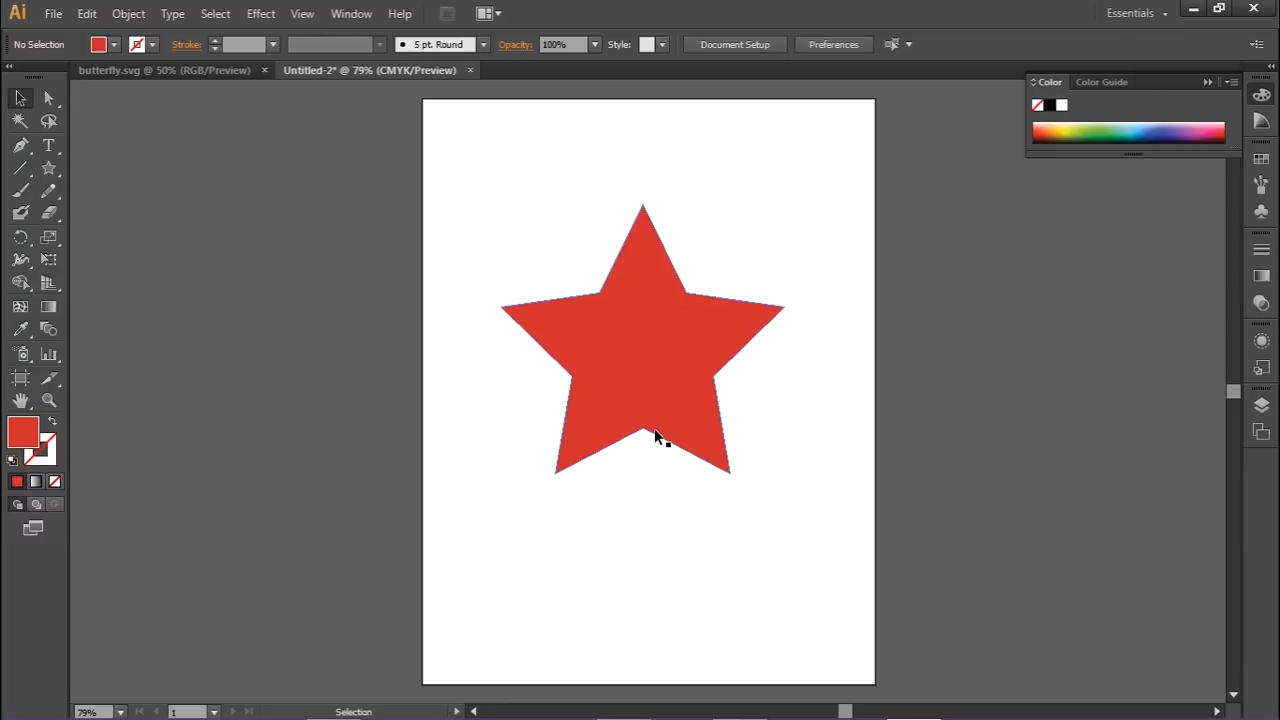 Ai File Edit Object Type Select Effect View Window Help Essentials
No Selection Stroke: 5 pt. Round Opacity: 100% Style: Document Setup Preferences
butterfly.svg @ 50% (RGB/Preview) Untitled-2* @ 79% (CMYK/Preview)
Color Color Guide
T
79% 1 Selection